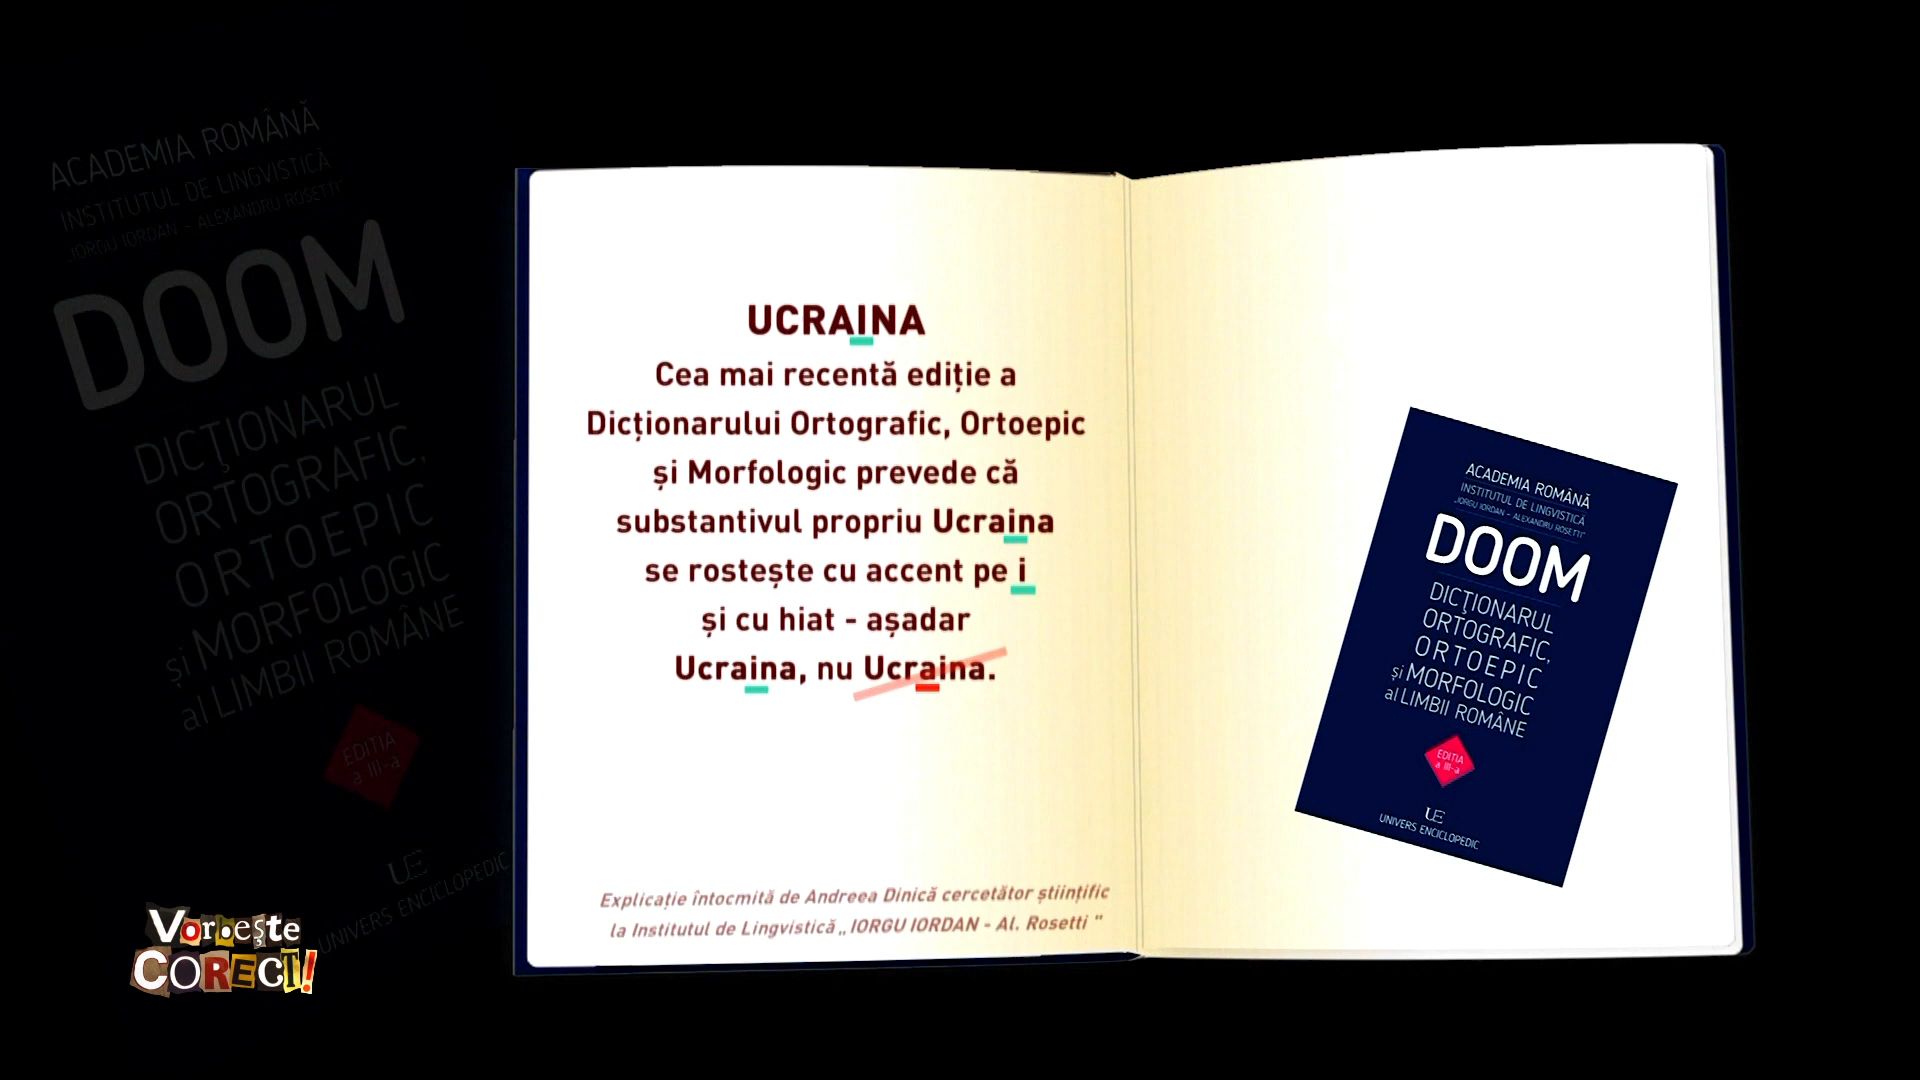 ACADEMIA ROMÂNĂ
INSTITUTUL DE LINGVISTICĂ
„IORGU IORDAN - ALEXANDRU ROSETTI"
DOOM
DICȚIONARUL
ORTOGRAFIC,
ORTOEPIC
și MORFOLOGIC
al LIMBII ROMÂNE
EDIȚIA
a III-a
UE
UNIVERS ENCICLOPEDIC
Vorbește
CORECT!
UCRAINA
Cea mai recentă ediție a
Dicționarului Ortografic, Ortoepic
și Morfologic prevede că
substantivul propriu Ucraina
se rostește cu accent pe i
și cu hiat - așadar
Ucraina, nu Ucraina.
Explicație întocmită de Andreea Dinică cercetător științific
la Institutul de Lingvistică „ IORGU IORDAN - Al. Rosetti "
ACADEMIA ROMÂNĂ
INSTITUTUL DE LINGVISTICĂ
„IORGU IORDAN - ALEXANDRU ROSETTI"
DOOM
DICȚIONARUL
ORTOGRAFIC,
ORTOEPIC
și MORFOLOGIC
al LIMBII ROMÂNE
EDIȚIA
a III-a
UE
UNIVERS ENCICLOPEDIC